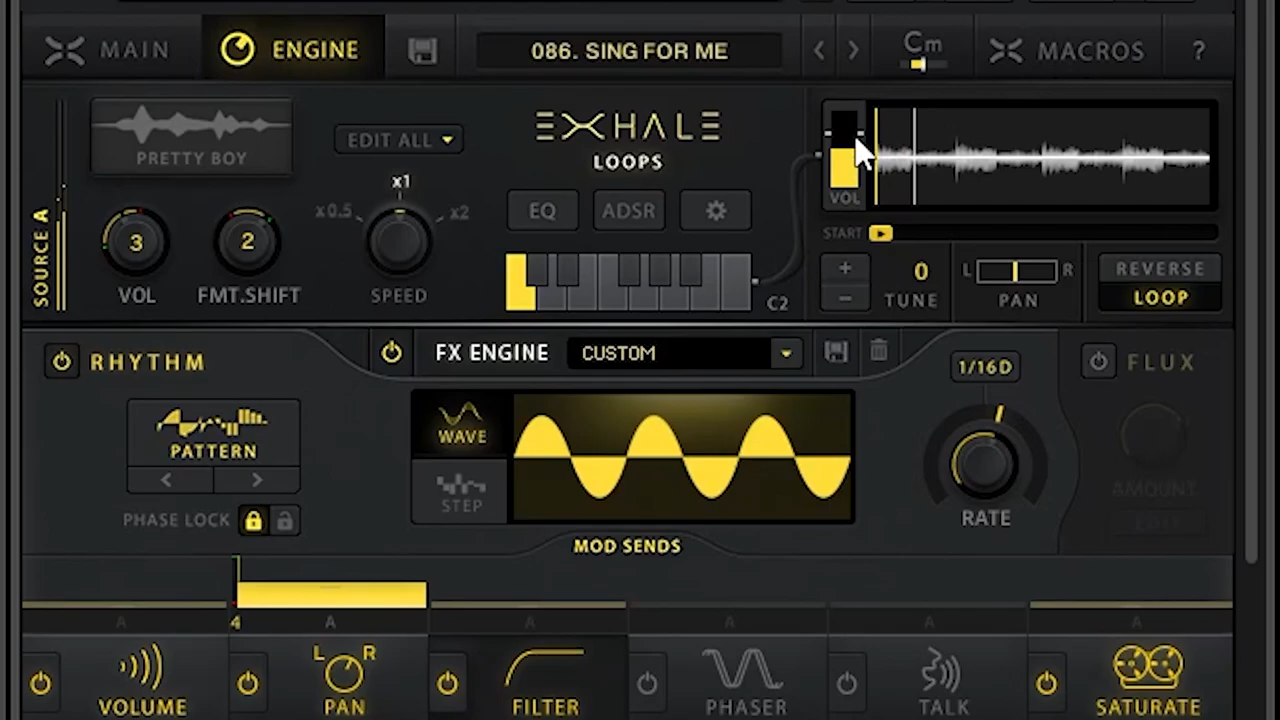 MAIN
ENGINE
086. SING FOR ME
Cm
MACROS
?
PRETTY BOY
EDIT ALL
EXHALE
LOOPS
VOL
x1
x0.5
x2
EQ
ADSR
START
SOURCE A
3
2
VOL
FMT.SHIFT
SPEED
C2
+
−
0
TUNE
L
R
PAN
REVERSE
LOOP
RHYTHM
FX ENGINE
CUSTOM
1/16D
FLUX
PATTERN
WAVE
STEP
PHASE LOCK
RATE
AMOUNT
EDIT
MOD SENDS
A
4
A
A
A
A
A
L
R
VOLUME
PAN
FILTER
PHASER
TALK
SATURATE